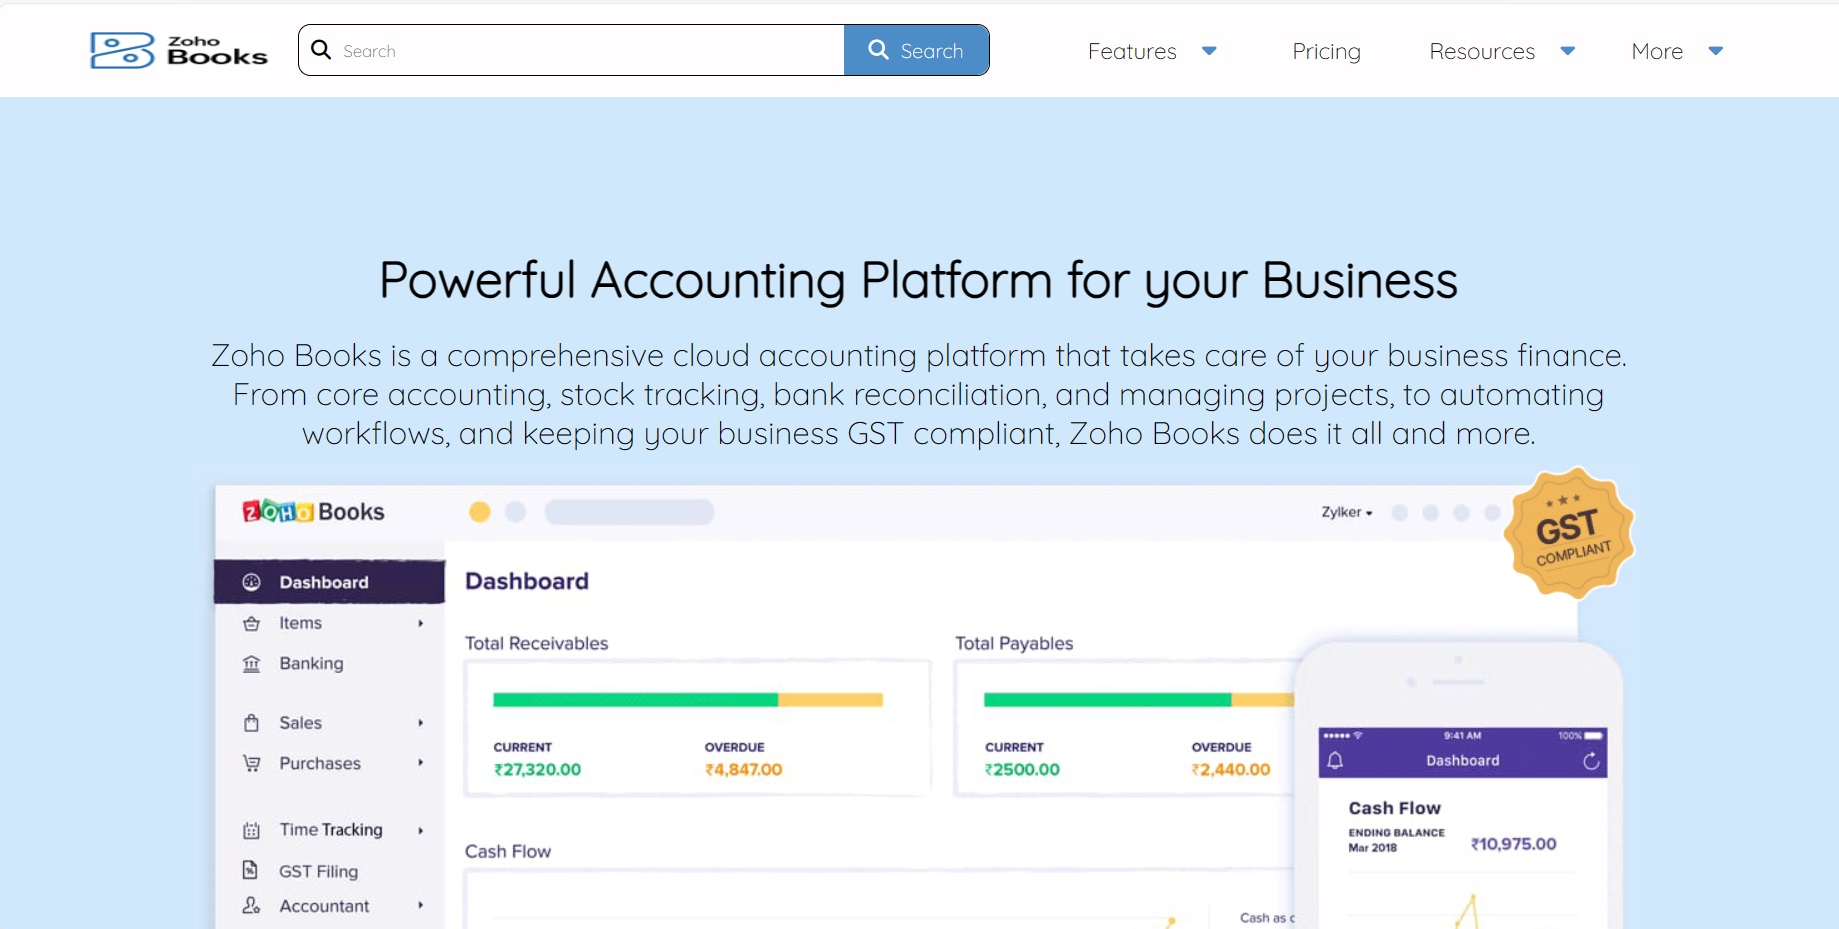 Zoho
Books
Search
Search
Features
Pricing
Resources
More
Powerful Accounting Platform for your Business
Zoho Books is a comprehensive cloud accounting platform that takes care of your business finance.
From core accounting, stock tracking, bank reconciliation, and managing projects, to automating
workflows, and keeping your business GST compliant, Zoho Books does it all and more.
ZOHO Books
Zylker
GST
COMPLIANT
Dashboard
Items
Banking
Sales
Purchases
Time Tracking
GST Filing
Accountant
Dashboard
Total Receivables
CURRENT
OVERDUE
₹27,320.00
₹4,847.00
Total Payables
CURRENT
OVERDUE
₹2500.00
₹2,440.00
Cash Flow
Cash as
9:41 AM
100%
Dashboard
Cash Flow
ENDING BALANCE
Mar 2018
₹10,975.00